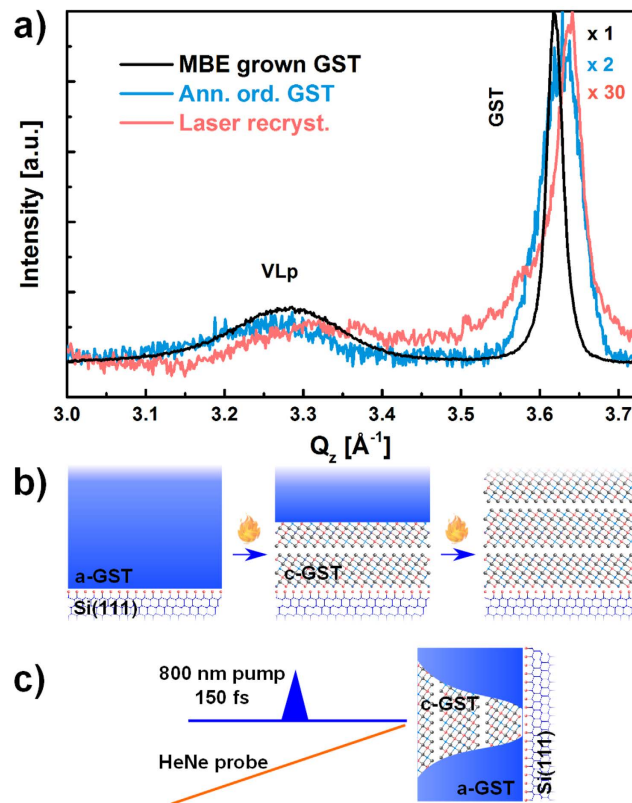 a)
MBE grown GST
Ann. ord. GST
Laser recryst.
x 1
x 2
x 30
GST
VLp
Intensity [a.u.]
3.0 3.1 3.2 3.3 3.4 3.5 3.6 3.7
Qz [Å-1]
b)
a-GST
Si(111)
c-GST
c)
800 nm pump
150 fs
HeNe probe
c-GST
a-GST
Si(111)